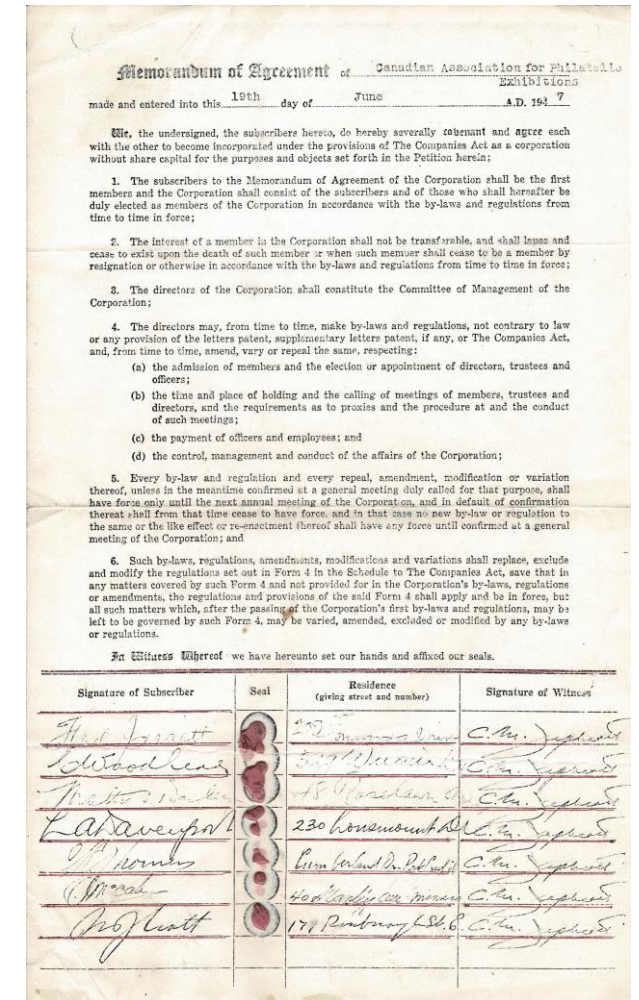 Memorandum of Agreement of Canadian Association for Philatelic
Exhibitions
made and entered into this 19th day of June A.D. 1947
We, the undersigned, the subscribers hereto, do hereby severally covenant and agree each
with the other to become incorporated under the provisions of The Companies Act as a corporation
without share capital for the purposes and objects set forth in the Petition herein;
1. The subscribers to the Memorandum of Agreement of the Corporation shall be the first
members and the Corporation shall consist of the subscribers and of those who shall hereafter be
duly elected as members of the Corporation in accordance with the by-laws and regulations from
time to time in force;
2. The interest of a member in the Corporation shall not be transferable, and shall lapse and
cease to exist upon the death of such member or when such member shall cease to be a member by
resignation or otherwise in accordance with the by-laws and regulations from time to time in force;
3. The directors of the Corporation shall constitute the Committee of Management of the
Corporation;
4. The directors may, from time to time, make by-laws and regulations, not contrary to law
or any provision of the letters patent, supplementary letters patent, if any, or The Companies Act,
and, from time to time, amend, vary or repeal the same, respecting:
(a) the admission of members and the election or appointment of directors, trustees and
officers;
(b) the time and place of holding and the calling of meetings of members, trustees and
directors, and the requirements as to proxies and the procedure at and the conduct
of such meetings;
(c) the payment of officers and employees; and
(d) the control, management and conduct of the affairs of the Corporation;
5. Every by-law and regulation and every repeal, amendment, modification or variation
thereof, unless in the meantime confirmed at a general meeting duly called for that purpose, shall
have force only until the next annual meeting of the Corporation, and in default of confirmation
thereat shall from that time cease to have force, and in that case no new by-law or regulation to
the same or the like effect or re-enactment thereof shall have any force until confirmed at a general
meeting of the Corporation; and
6. Such by-laws, regulations, amendments, modifications and variations shall replace, exclude
and modify the regulations set out in Form 4 in the Schedule to The Companies Act, save that in
any matters covered by such Form 4 and not provided for in the Corporation's by-laws, regulations
or amendments, the regulations and provisions of the said Form 4 shall apply and be in force, but
all such matters which, after the passing of the Corporation's first by-laws and regulations, may be
left to be governed by such Form 4, may be varied, amended, excluded or modified by any by-laws
or regulations.
In Witness Whereof we have hereunto set our hands and affixed our seals.
Signature of Subscriber Seal Residence Signature of Witness
(giving street and number)
Fred Jarrett C.M. Jephcott
Woodhead C.M. Jephcott
48 Roselawn C.M. Jephcott
L A Davenport 230 Lonsmount Dr C.M. Jephcott
Thomas Cumberland Dr. Port Credit C.M. Jephcott
40 C.M. Jephcott
171 St. E. C.M. Jephcott